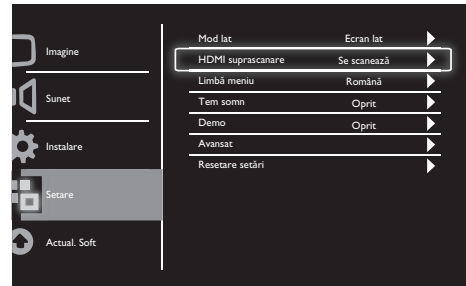 Imagine
Sunet
Instalare
Setare
Actual. Soft
Mod lat Ecran lat
HDMI suprascanare Se scanează
Limbă meniu Română
Tem somn Oprit
Demo Oprit
Avansat
Resetare setări